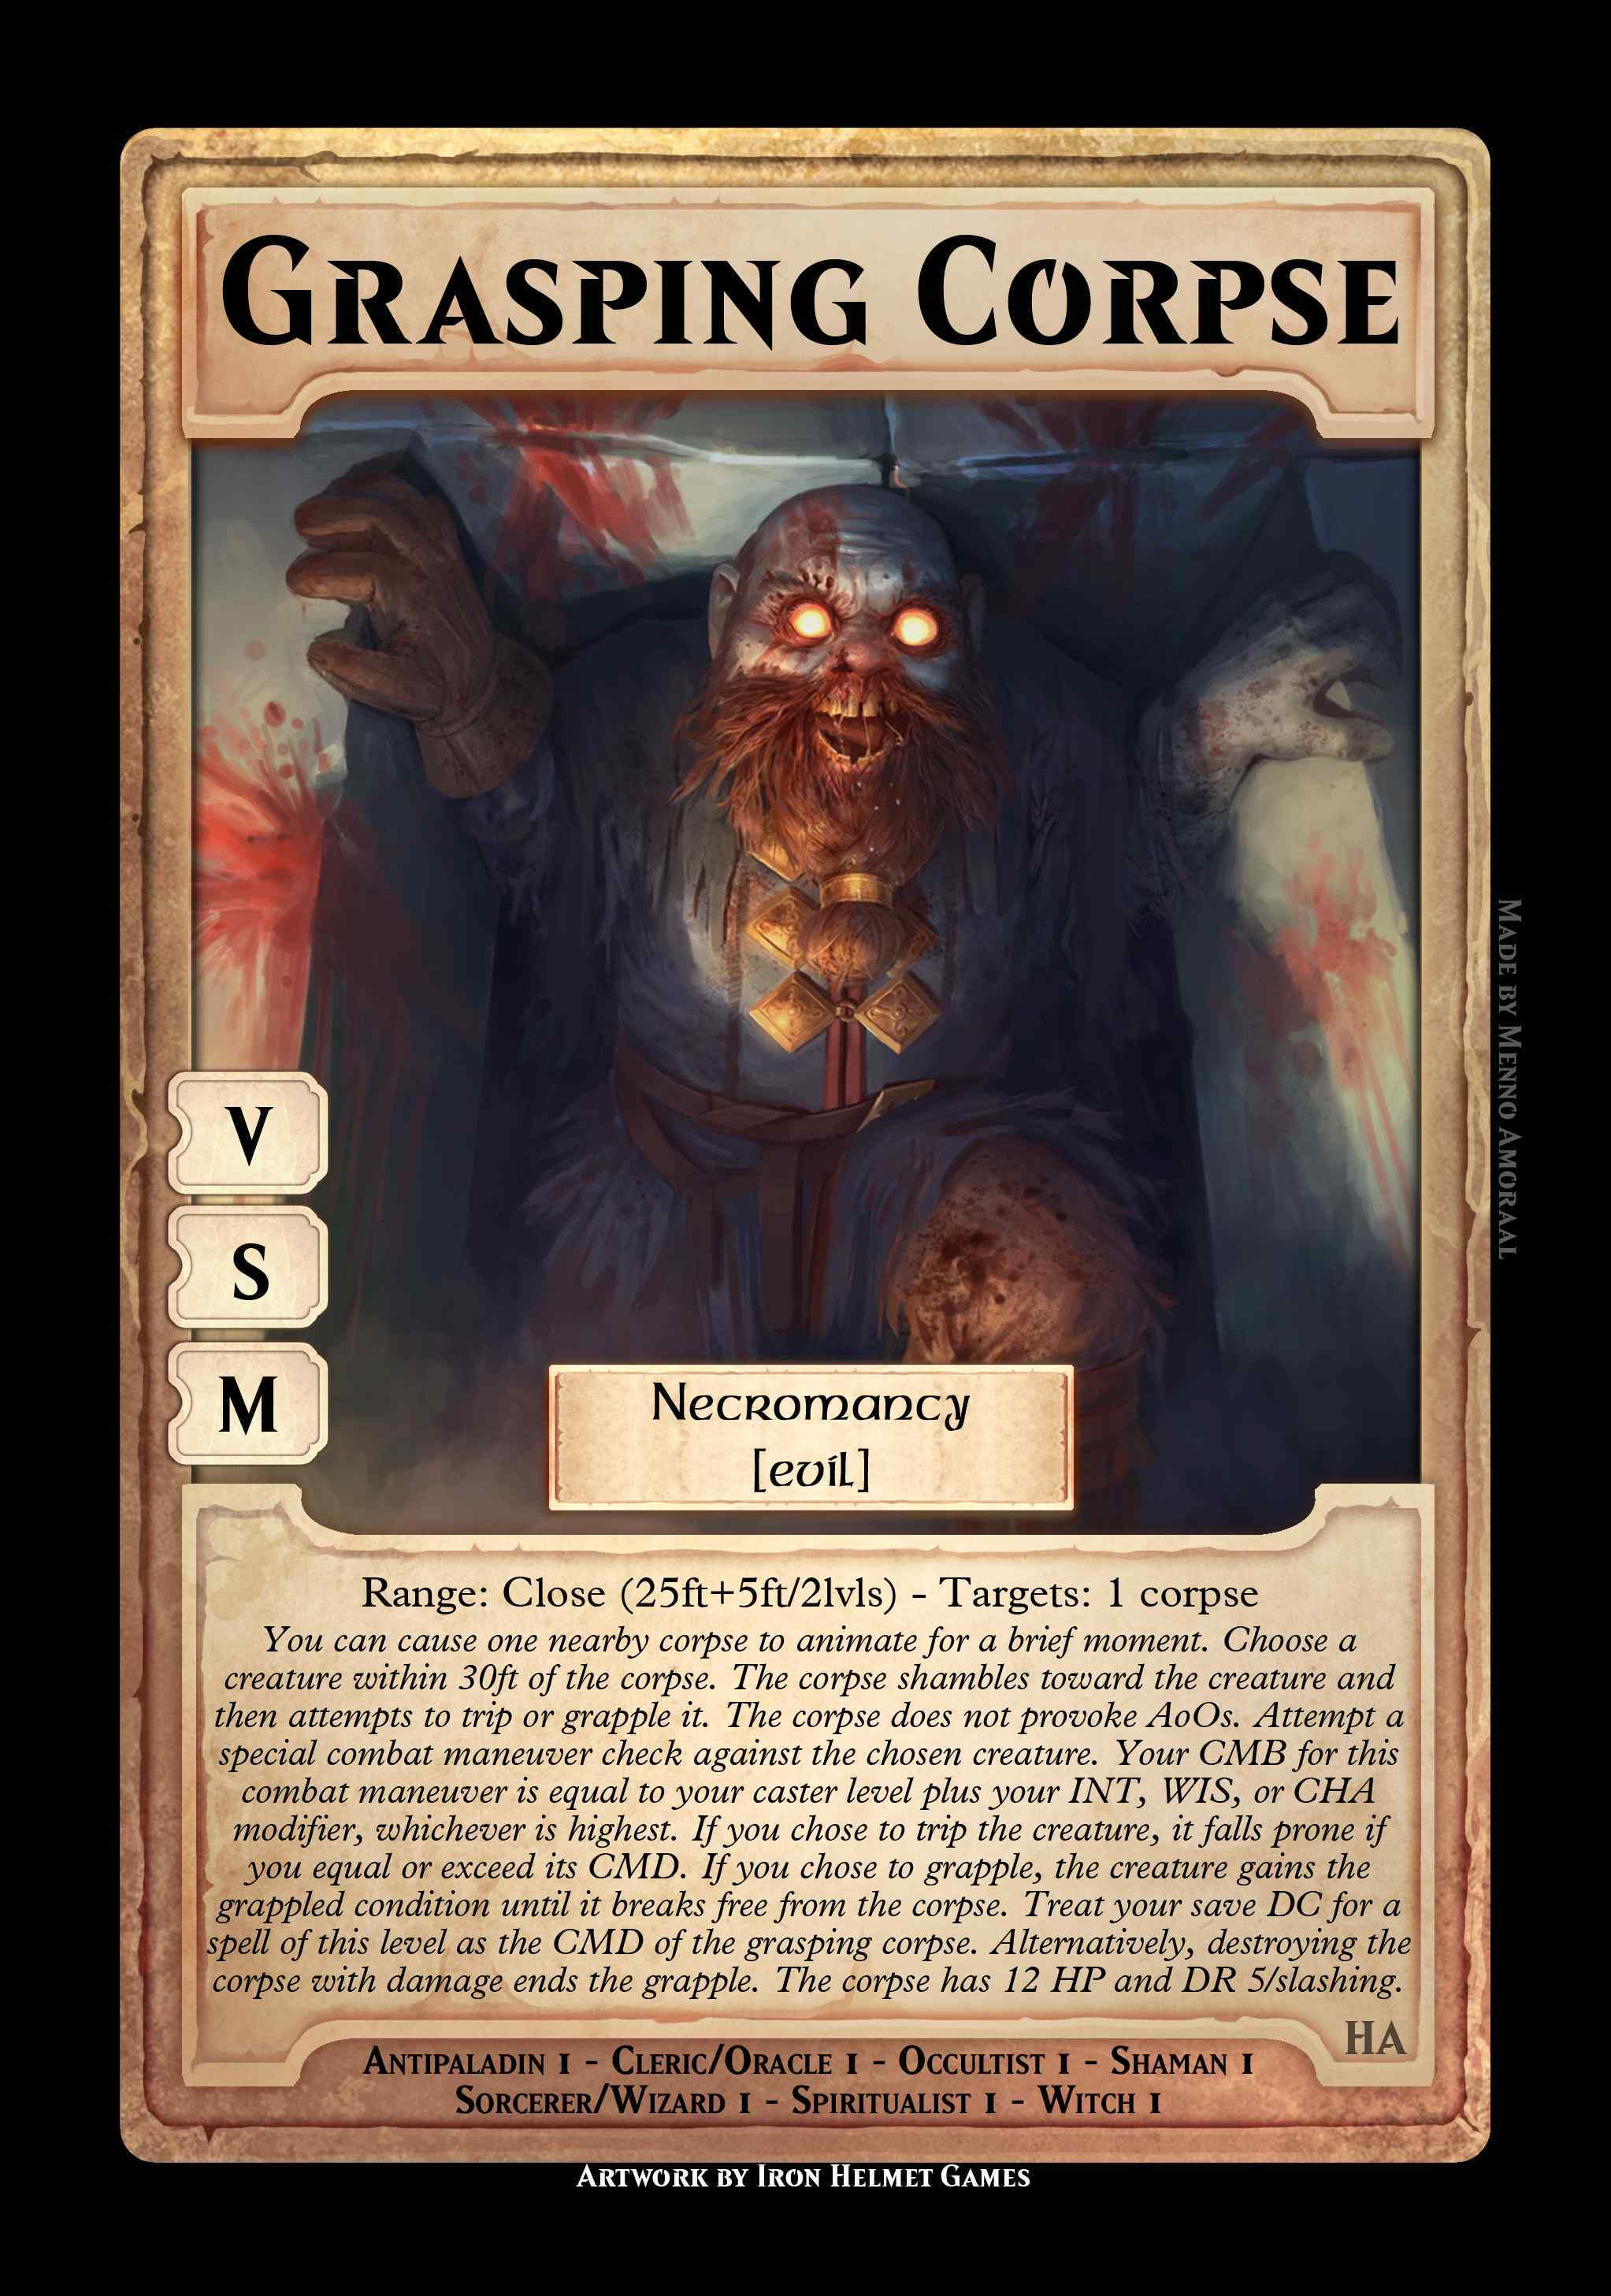 Grasping Corpse
V
S
M
Necromancy
[evil]
Range: Close (25ft+5ft/2lvls) - Targets: 1 corpse
You can cause one nearby corpse to animate for a brief moment. Choose a
creature within 30ft of the corpse. The corpse shambles toward the creature and
then attempts to trip or grapple it. The corpse does not provoke AoOs. Attempt a
special combat maneuver check against the chosen creature. Your CMB for this
combat maneuver is equal to your caster level plus your INT, WIS, or CHA
modifier, whichever is highest. If you chose to trip the creature, it falls prone if
you equal or exceed its CMD. If you chose to grapple, the creature gains the
grappled condition until it breaks free from the corpse. Treat your save DC for a
spell of this level as the CMD of the grasping corpse. Alternatively, destroying the
corpse with damage ends the grapple. The corpse has 12 HP and DR 5/slashing.
HA
Antipaladin 1 - Cleric/Oracle 1 - Occultist 1 - Shaman 1
Sorcerer/Wizard 1 - Spiritualist 1 - Witch 1
Artwork by Iron Helmet Games
Made by Menno Amoraal